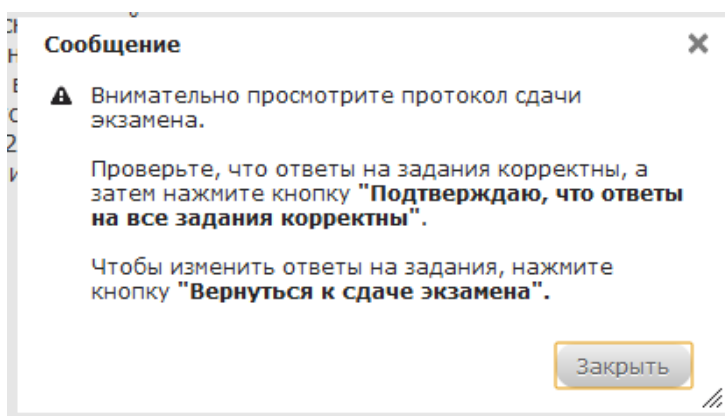 Сообщение
Внимательно просмотрите протокол сдачи
экзамена.
Проверьте, что ответы на задания корректны, а
затем нажмите кнопку "Подтверждаю, что ответы
на все задания корректны".
Чтобы изменить ответы на задания, нажмите
кнопку "Вернуться к сдаче экзамена".
Закрыть